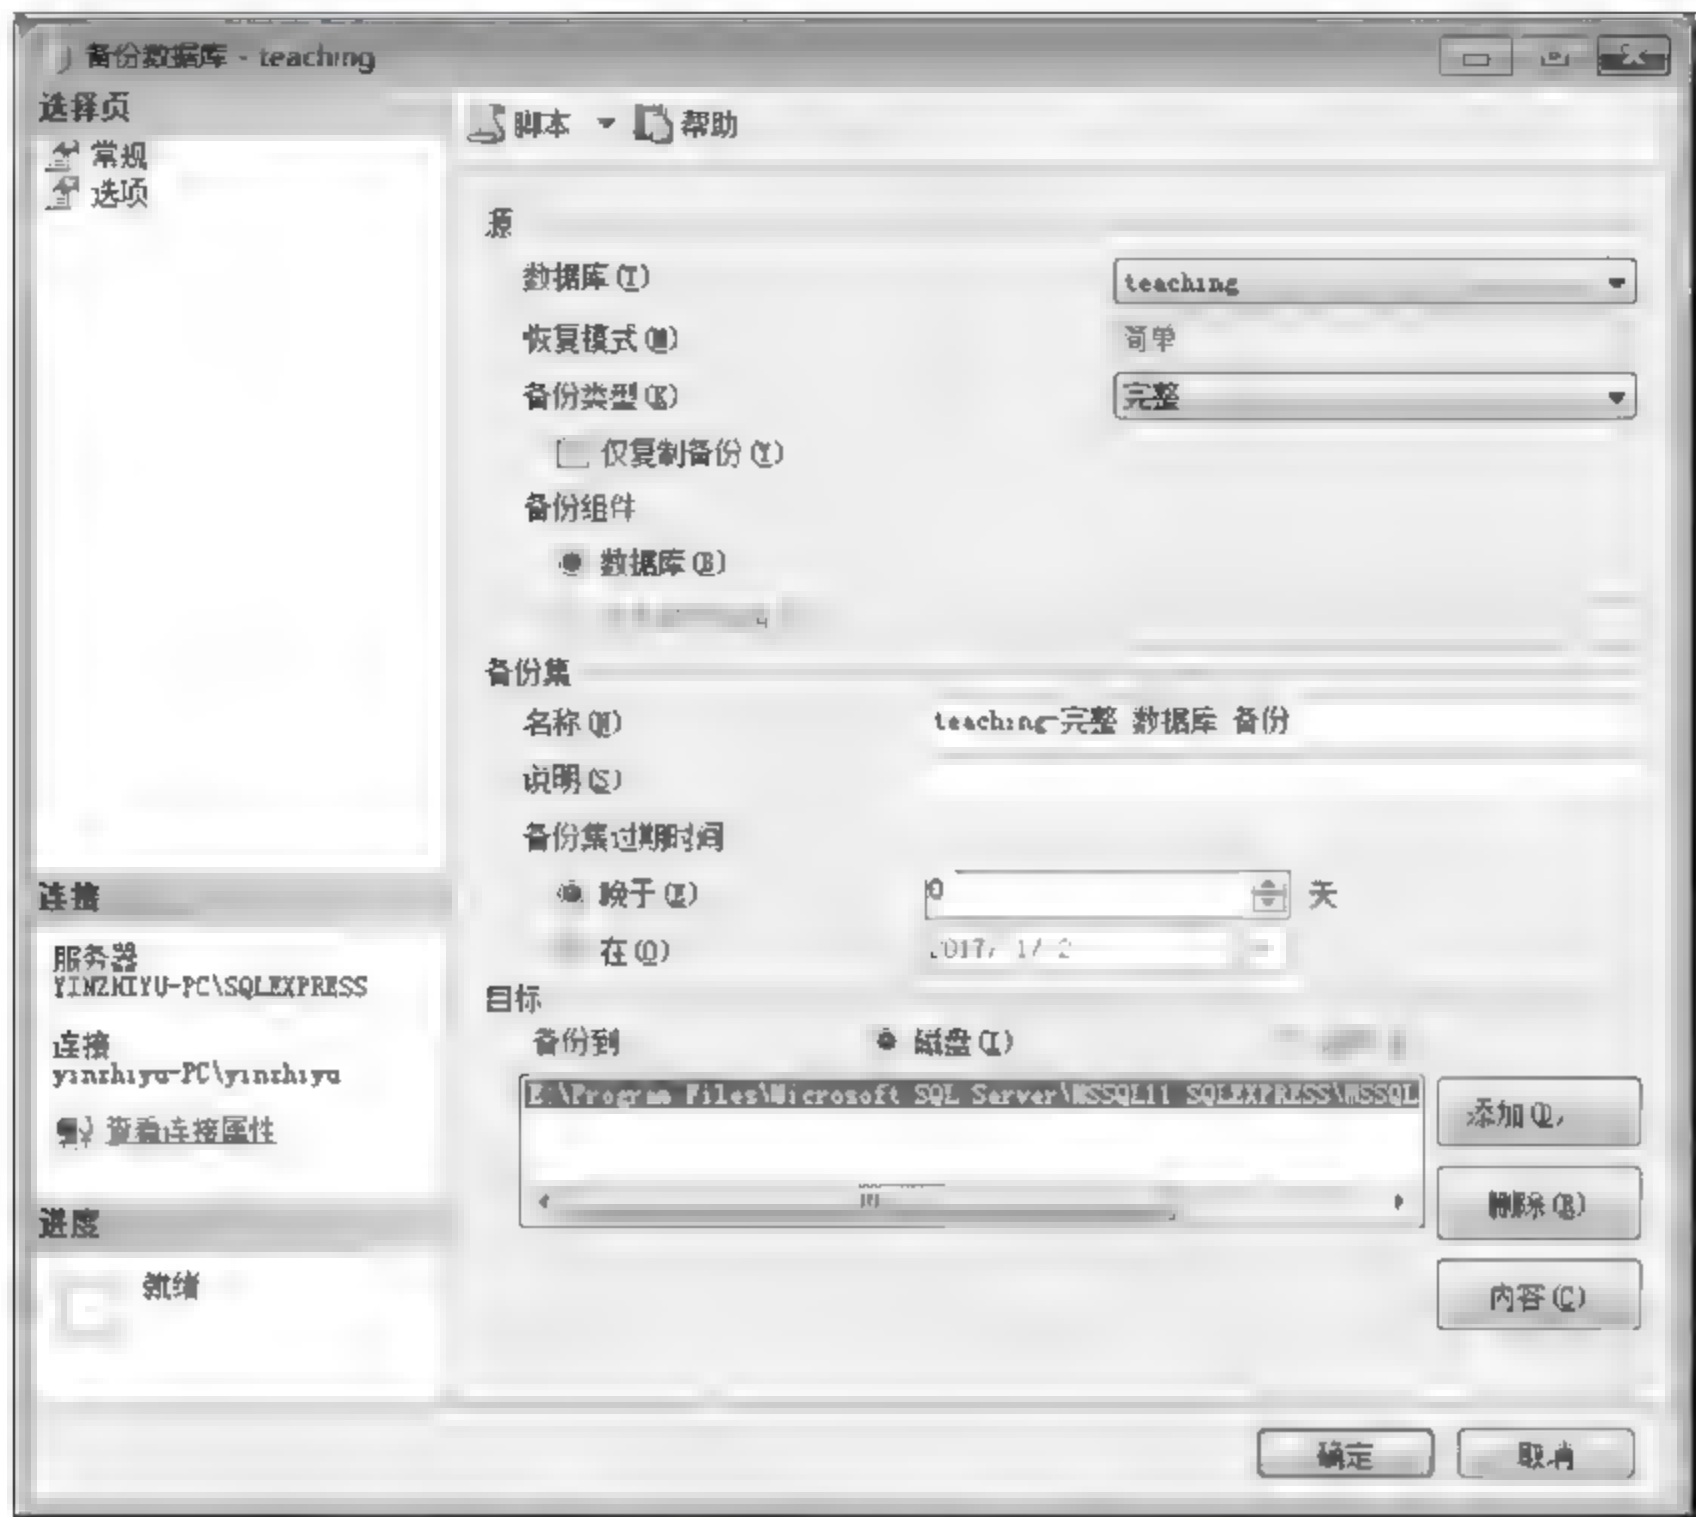 备份数据库 - teaching
选择页
常规
选项
脚本 帮助
源
数据库(T) teaching
恢复模式(M) 简单
备份类型(K) 完整
仅复制备份(Y)
备份组件
数据库(B)
备份集
名称(N) teaching-完整 数据库 备份
说明(S)
备份集过期时间
晚于(E) 0 天
在(O) 2017/ 1/ 2
目标
备份到 磁盘(I)
E:\Program Files\Microsoft SQL Server\MSSQL11 SQLEXPRESS\MSSQL
添加(D)
删除(R)
内容(C)
连接
服务器
YINZHIYU-PC\SQLEXPRESS
连接
yinzhiyu-PC\yinzhiyu
查看连接属性
进度
就绪
确定 取消